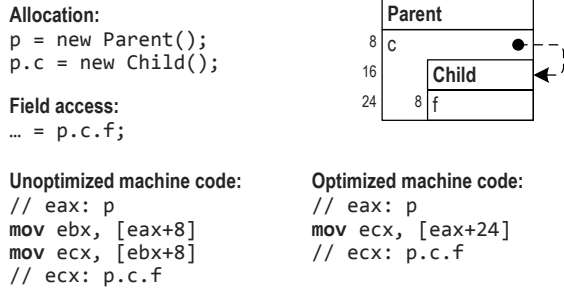 Allocation:
p = new Parent();
p.c = new Child();
Field access:
… = p.c.f;
Parent
8 c
16 Child
24 8 f
Unoptimized machine code:
// eax: p
mov ebx, [eax+8]
mov ecx, [ebx+8]
// ecx: p.c.f
Optimized machine code:
// eax: p
mov ecx, [eax+24]
// ecx: p.c.f